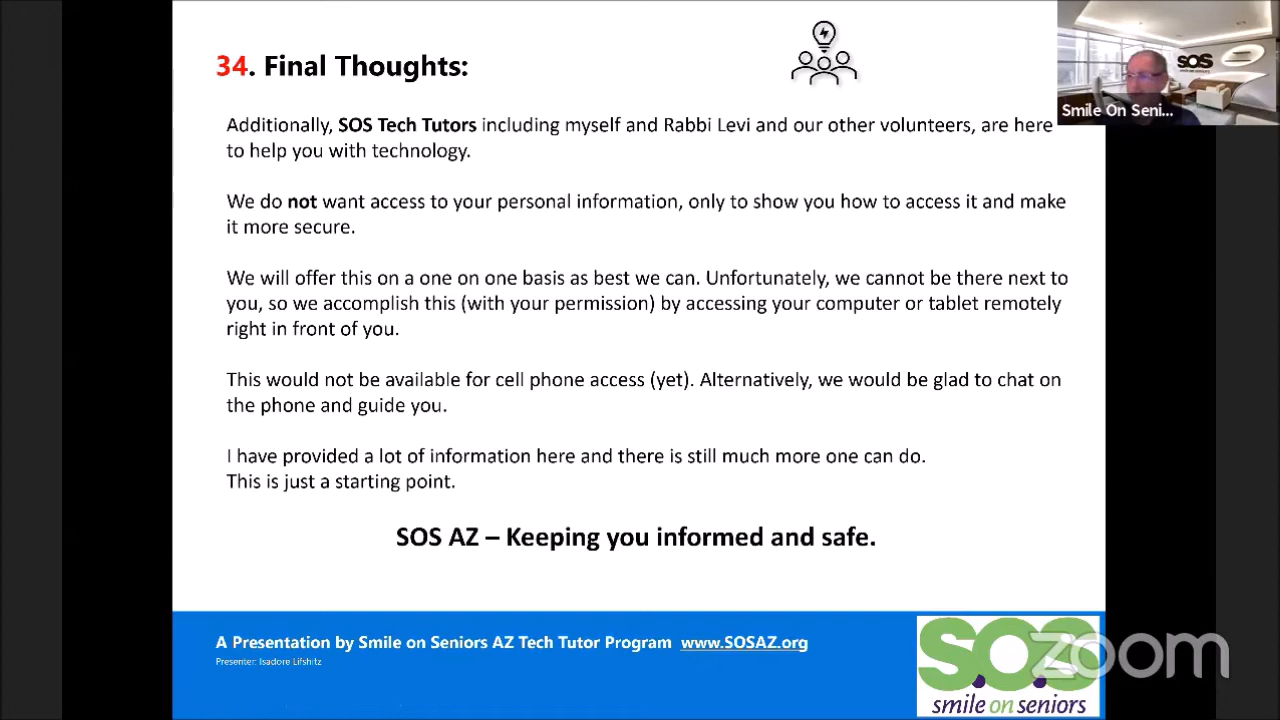 34. Final Thoughts:
Additionally, SOS Tech Tutors including myself and Rabbi Levi and our other volunteers, are here
to help you with technology.
We do not want access to your personal information, only to show you how to access it and make
it more secure.
We will offer this on a one on one basis as best we can. Unfortunately, we cannot be there next to
you, so we accomplish this (with your permission) by accessing your computer or tablet remotely
right in front of you.
This would not be available for cell phone access (yet). Alternatively, we would be glad to chat on
the phone and guide you.
I have provided a lot of information here and there is still much more one can do.
This is just a starting point.
SOS AZ – Keeping you informed and safe.
A Presentation by Smile on Seniors AZ Tech Tutor Program www.SOSAZ.org
Presenter: Isadore Lifshitz
SOS
smile on seniors
zoom
SOS
Smile On Seni...